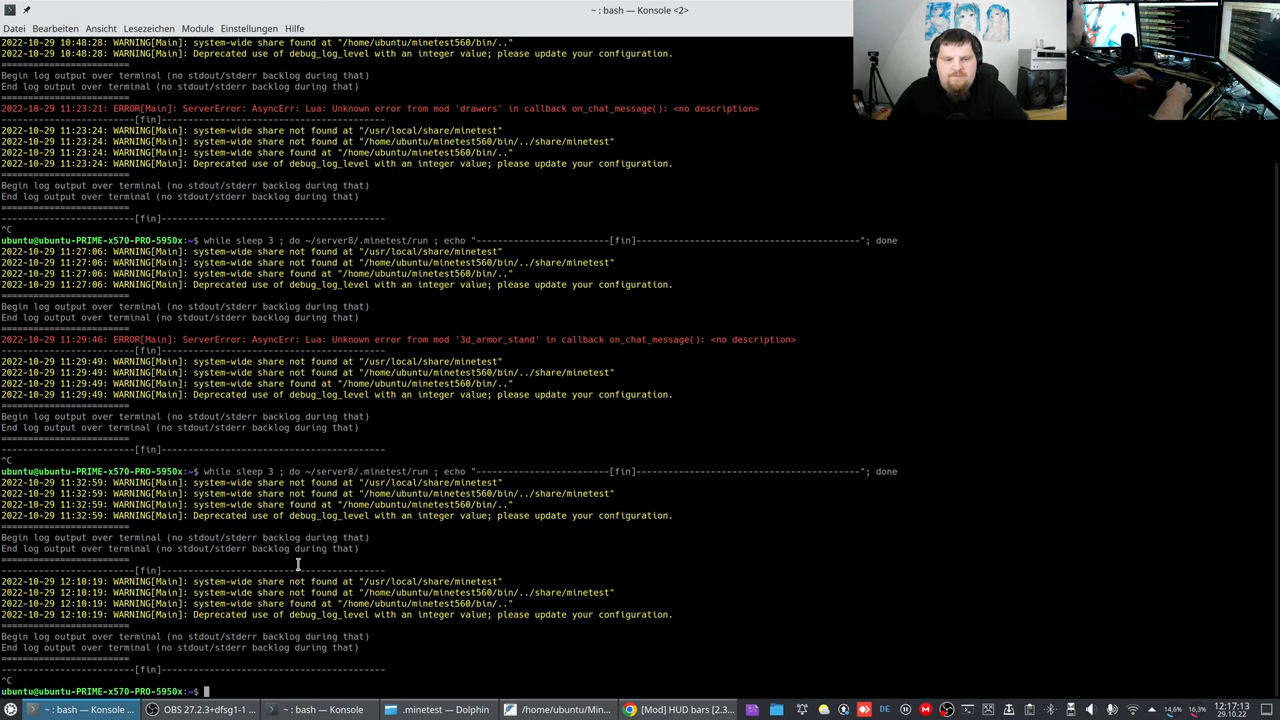 ~ : bash — Konsole <2>
Datei Bearbeiten Ansicht Lesezeichen Module Einstellungen Hilfe
2022-10-29 10:48:28: WARNING[Main]: system-wide share found at "/home/ubuntu/minetest560/bin/.."
2022-10-29 10:48:28: WARNING[Main]: Deprecated use of debug_log_level with an integer value; please update your configuration.
========================
Begin log output over terminal (no stdout/stderr backlog during that)
End log output over terminal (no stdout/stderr backlog during that)
========================
2022-10-29 11:23:21: ERROR[Main]: ServerError: AsyncErr: Lua: Unknown error from mod 'drawers' in callback on_chat_message(): <no description>
-------------------------[fin]------------------------------------------
2022-10-29 11:23:24: WARNING[Main]: system-wide share not found at "/usr/local/share/minetest"
2022-10-29 11:23:24: WARNING[Main]: system-wide share not found at "/home/ubuntu/minetest560/bin/../share/minetest"
2022-10-29 11:23:24: WARNING[Main]: system-wide share found at "/home/ubuntu/minetest560/bin/.."
2022-10-29 11:23:24: WARNING[Main]: Deprecated use of debug_log_level with an integer value; please update your configuration.
========================
Begin log output over terminal (no stdout/stderr backlog during that)
End log output over terminal (no stdout/stderr backlog during that)
========================
-------------------------[fin]------------------------------------------
^C
ubuntu@ubuntu-PRIME-x570-PRO-5950x:~$ while sleep 3 ; do ~/server8/.minetest/run ; echo "-------------------------[fin]------------------------------------------"; done
2022-10-29 11:27:06: WARNING[Main]: system-wide share not found at "/usr/local/share/minetest"
2022-10-29 11:27:06: WARNING[Main]: system-wide share not found at "/home/ubuntu/minetest560/bin/../share/minetest"
2022-10-29 11:27:06: WARNING[Main]: system-wide share found at "/home/ubuntu/minetest560/bin/.."
2022-10-29 11:27:06: WARNING[Main]: Deprecated use of debug_log_level with an integer value; please update your configuration.
========================
Begin log output over terminal (no stdout/stderr backlog during that)
End log output over terminal (no stdout/stderr backlog during that)
========================
2022-10-29 11:29:46: ERROR[Main]: ServerError: AsyncErr: Lua: Unknown error from mod '3d_armor_stand' in callback on_chat_message(): <no description>
-------------------------[fin]------------------------------------------
2022-10-29 11:29:49: WARNING[Main]: system-wide share not found at "/usr/local/share/minetest"
2022-10-29 11:29:49: WARNING[Main]: system-wide share not found at "/home/ubuntu/minetest560/bin/../share/minetest"
2022-10-29 11:29:49: WARNING[Main]: system-wide share found at "/home/ubuntu/minetest560/bin/.."
2022-10-29 11:29:49: WARNING[Main]: Deprecated use of debug_log_level with an integer value; please update your configuration.
========================
Begin log output over terminal (no stdout/stderr backlog during that)
End log output over terminal (no stdout/stderr backlog during that)
========================
-------------------------[fin]------------------------------------------
^C
ubuntu@ubuntu-PRIME-x570-PRO-5950x:~$ while sleep 3 ; do ~/server8/.minetest/run ; echo "-------------------------[fin]------------------------------------------"; done
2022-10-29 11:32:59: WARNING[Main]: system-wide share not found at "/usr/local/share/minetest"
2022-10-29 11:32:59: WARNING[Main]: system-wide share not found at "/home/ubuntu/minetest560/bin/../share/minetest"
2022-10-29 11:32:59: WARNING[Main]: system-wide share found at "/home/ubuntu/minetest560/bin/.."
2022-10-29 11:32:59: WARNING[Main]: Deprecated use of debug_log_level with an integer value; please update your configuration.
========================
Begin log output over terminal (no stdout/stderr backlog during that)
End log output over terminal (no stdout/stderr backlog during that)
========================
-------------------------[fin]------------------------------------------
2022-10-29 12:10:19: WARNING[Main]: system-wide share not found at "/usr/local/share/minetest"
2022-10-29 12:10:19: WARNING[Main]: system-wide share not found at "/home/ubuntu/minetest560/bin/../share/minetest"
2022-10-29 12:10:19: WARNING[Main]: system-wide share found at "/home/ubuntu/minetest560/bin/.."
2022-10-29 12:10:19: WARNING[Main]: Deprecated use of debug_log_level with an integer value; please update your configuration.
========================
Begin log output over terminal (no stdout/stderr backlog during that)
End log output over terminal (no stdout/stderr backlog during that)
========================
-------------------------[fin]------------------------------------------
^C
ubuntu@ubuntu-PRIME-x570-PRO-5950x:~$
~ : bash — Konsole ... OBS 27.2.3+dfsg1-1 ... ~ : bash — Konsole .minetest — Dolphin /home/ubuntu/Min... [Mod] HUD bars [2.3... DE 14,6% 16,3% 12:17:13
29.10.22